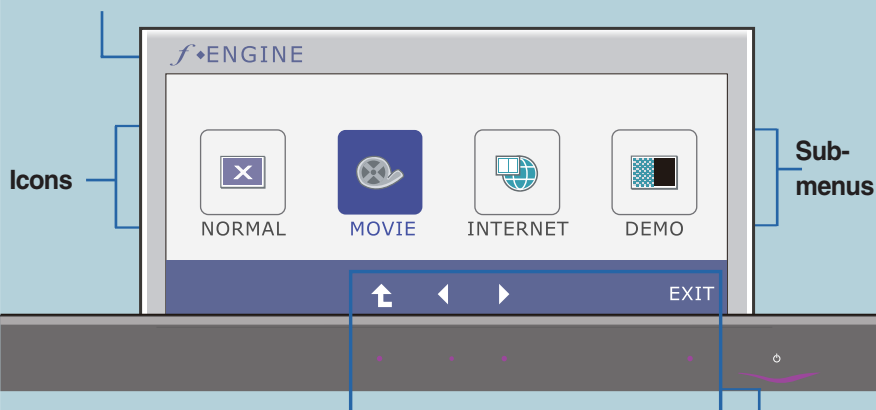 f ENGINE
Icons
Sub-
menus
NORMAL
MOVIE
INTERNET
DEMO
EXIT